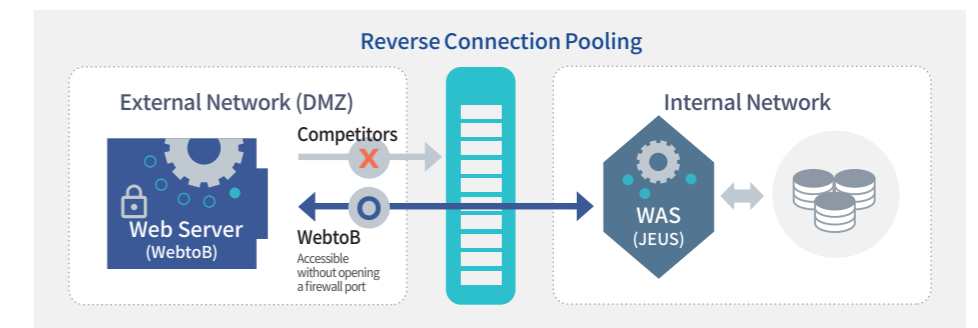 Reverse Connection Pooling
External Network (DMZ)
Internal Network
Competitors
X
O
WebtoB
Accessible
without opening
a firewall port
Web Server
(WebtoB)
WAS
(JEUS)